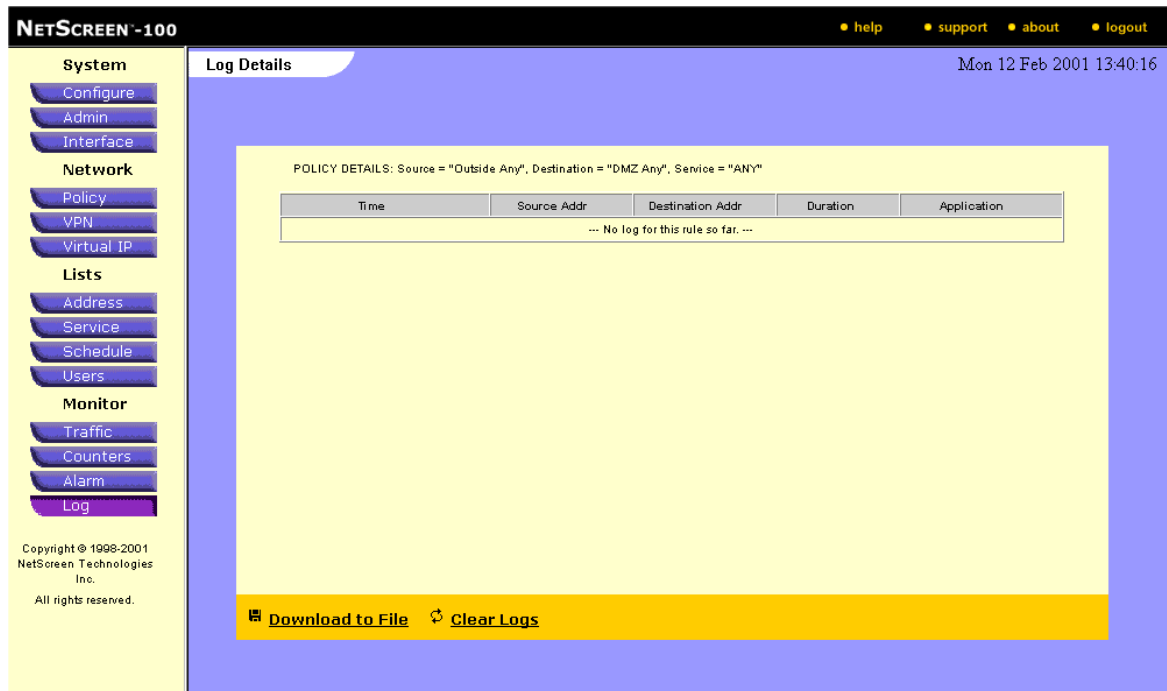 NETSCREEN™-100
help
support
about
logout
System
Configure
Admin
Interface
Network
Policy
VPN
Virtual IP
Lists
Address
Service
Schedule
Users
Monitor
Traffic
Counters
Alarm
Log
Copyright © 1998-2001
NetScreen Technologies
Inc.
All rights reserved.
Log Details
Mon 12 Feb 2001 13:40:16
POLICY DETAILS: Source = "Outside Any", Destination = "DMZ Any", Service = "ANY"
Time Source Addr Destination Addr Duration Application
--- No log for this rule so far. ---
Download to File Clear Logs